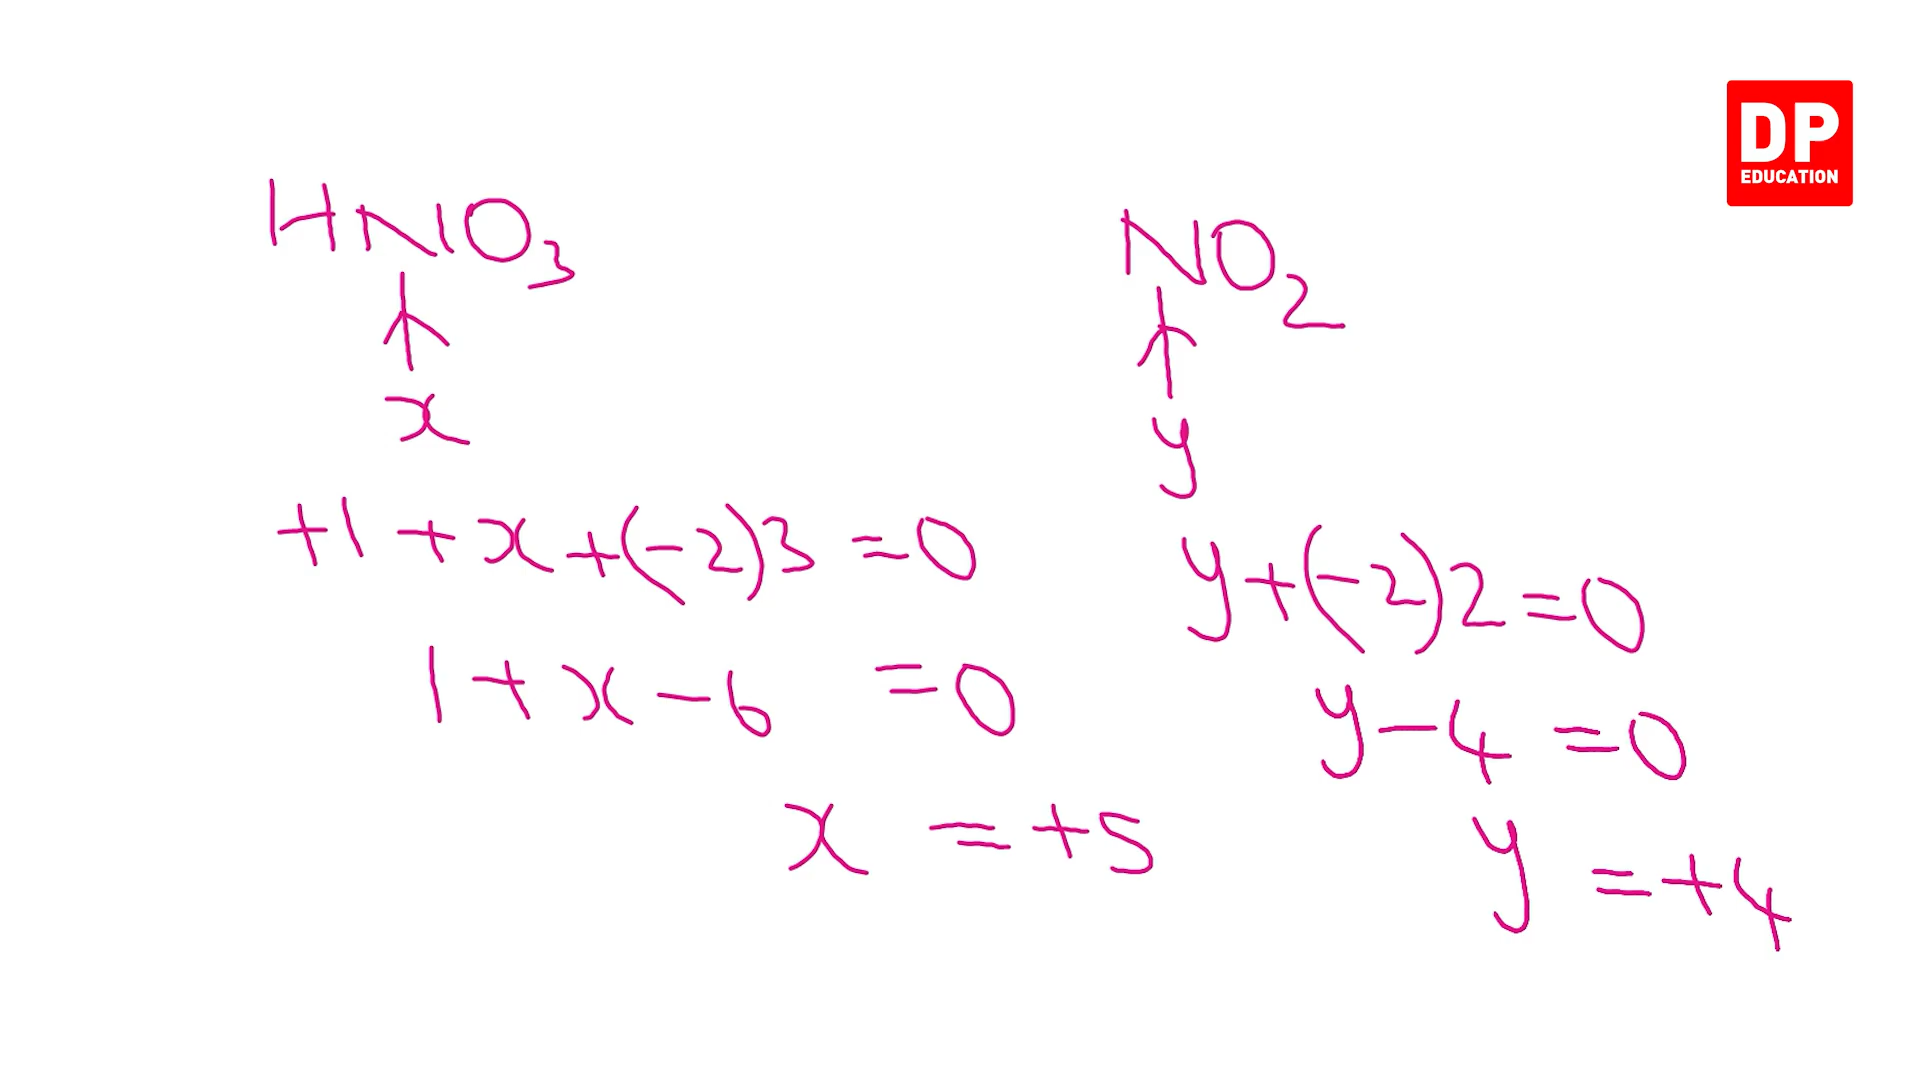 DP
EDUCATION
HNO₃
↑
x
+1 + x + (-2)3 = 0
1 + x - 6 = 0
x = +5
NO₂
↑
y
y + (-2)2 = 0
y - 4 = 0
y = +4